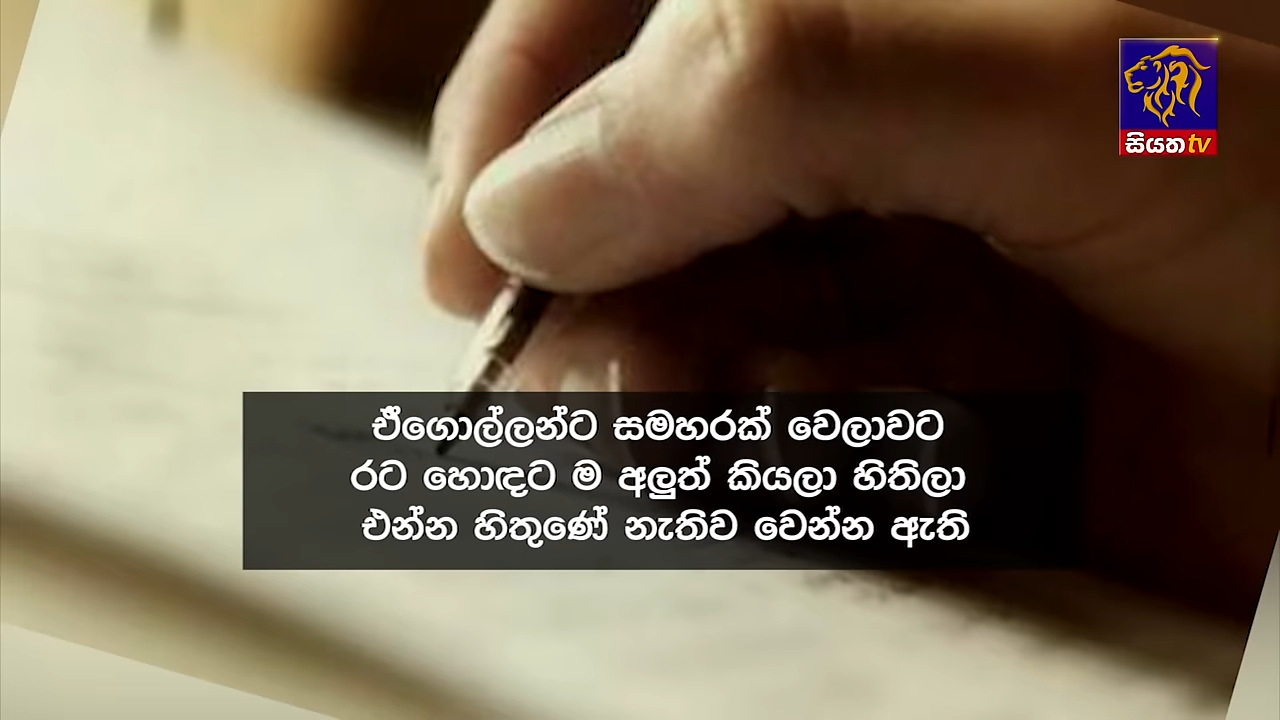 සියත tv
ඒගොල්ලන්ට සමහරක් වෙලාවට
රට හොඳට ම අලුත් කියලා හිතිලා
එන්න හිතුණේ නැතිව වෙන්න ඇති